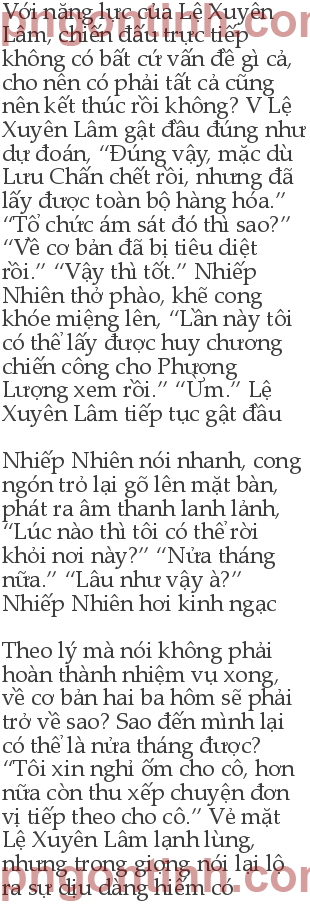 pngontinh.com
Với năng lực của Lệ Xuyên
Lâm, chiến đấu trực tiếp
không có bất cứ vấn đề gì cả,
cho nên có phải tất cả cũng
nên kết thúc rồi không? V Lệ
Xuyên Lâm gật đầu đúng như
dự đoán, “Đúng vậy, mặc dù
Lưu Chấn chết rồi, nhưng đã
lấy được toàn bộ hàng hóa.”
“Tổ chức ám sát đó thì sao?”
“Về cơ bản đã bị tiêu diệt
rồi.” “Vậy thì tốt.” Nhiếp
Nhiên thở phào, khẽ cong
khóe miệng lên, “Lần này tôi
có thể lấy được huy chương
chiến công cho Phương
Lượng xem rồi.” “Ừm.” Lệ
Xuyên Lâm tiếp tục gật đầu
Nhiếp Nhiên nói nhanh, cong
ngón trỏ lại gõ lên mặt bàn,
phát ra âm thanh lanh lảnh,
“Lúc nào thì tôi có thể rời
khỏi nơi này?” “Nửa tháng
nữa.” “Lâu như vậy à?”
Nhiếp Nhiên hơi kinh ngạc
Theo lý mà nói không phải
hoàn thành nhiệm vụ xong,
về cơ bản hai ba hôm sẽ phải
trở về sao? Sao đến mình lại
có thể là nửa tháng được?
“Tôi xin nghỉ ốm cho cô, hơn
nữa còn thu xếp chuyện đơn
vị tiếp theo cho cô.” Vẻ mặt
Lệ Xuyên Lâm lạnh lùng,
nhưng trong giọng nói lại lộ
ra sự dịu dàng hiếm có
pngontinh.com